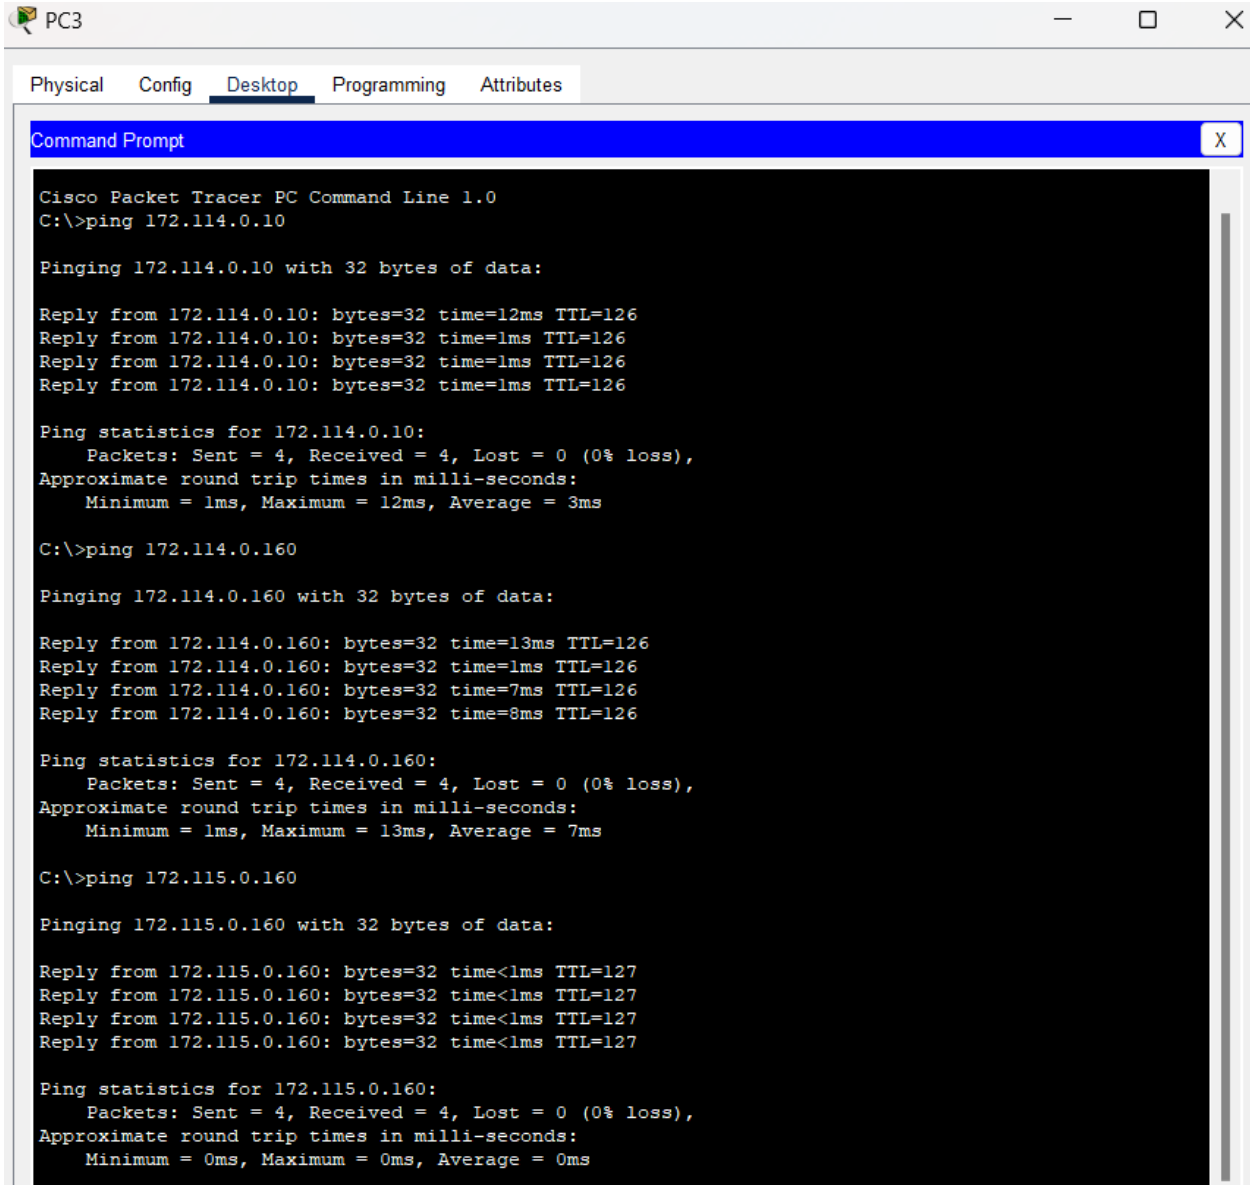 PC3
Physical Config Desktop Programming Attributes
Command Prompt X
Cisco Packet Tracer PC Command Line 1.0
C:\>ping 172.114.0.10
Pinging 172.114.0.10 with 32 bytes of data:
Reply from 172.114.0.10: bytes=32 time=12ms TTL=126
Reply from 172.114.0.10: bytes=32 time=1ms TTL=126
Reply from 172.114.0.10: bytes=32 time=1ms TTL=126
Reply from 172.114.0.10: bytes=32 time=1ms TTL=126
Ping statistics for 172.114.0.10:
Packets: Sent = 4, Received = 4, Lost = 0 (0% loss),
Approximate round trip times in milli-seconds:
Minimum = 1ms, Maximum = 12ms, Average = 3ms
C:\>ping 172.114.0.160
Pinging 172.114.0.160 with 32 bytes of data:
Reply from 172.114.0.160: bytes=32 time=13ms TTL=126
Reply from 172.114.0.160: bytes=32 time=1ms TTL=126
Reply from 172.114.0.160: bytes=32 time=7ms TTL=126
Reply from 172.114.0.160: bytes=32 time=8ms TTL=126
Ping statistics for 172.114.0.160:
Packets: Sent = 4, Received = 4, Lost = 0 (0% loss),
Approximate round trip times in milli-seconds:
Minimum = 1ms, Maximum = 13ms, Average = 7ms
C:\>ping 172.115.0.160
Pinging 172.115.0.160 with 32 bytes of data:
Reply from 172.115.0.160: bytes=32 time<1ms TTL=127
Reply from 172.115.0.160: bytes=32 time<1ms TTL=127
Reply from 172.115.0.160: bytes=32 time<1ms TTL=127
Reply from 172.115.0.160: bytes=32 time<1ms TTL=127
Ping statistics for 172.115.0.160:
Packets: Sent = 4, Received = 4, Lost = 0 (0% loss),
Approximate round trip times in milli-seconds:
Minimum = 0ms, Maximum = 0ms, Average = 0ms